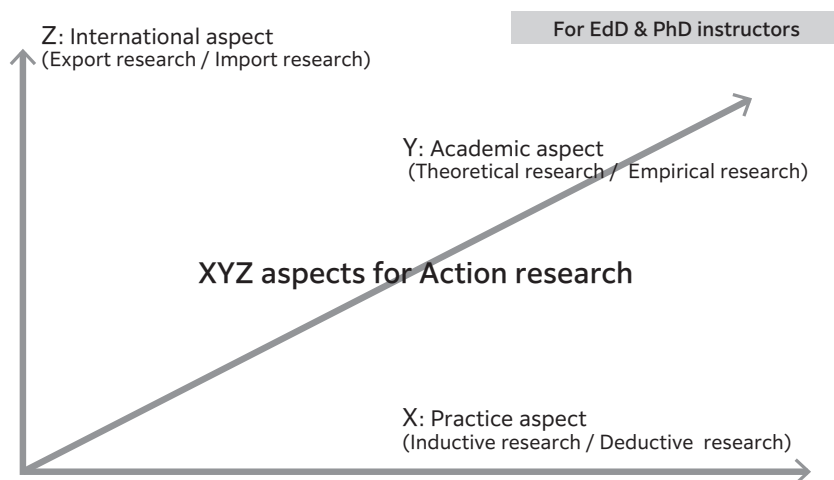 Z: International aspect
(Export research / Import research)
For EdD & PhD instructors
Y: Academic aspect
(Theoretical research / Empirical research)
XYZ aspects for Action research
X: Practice aspect
(Inductive research / Deductive research)